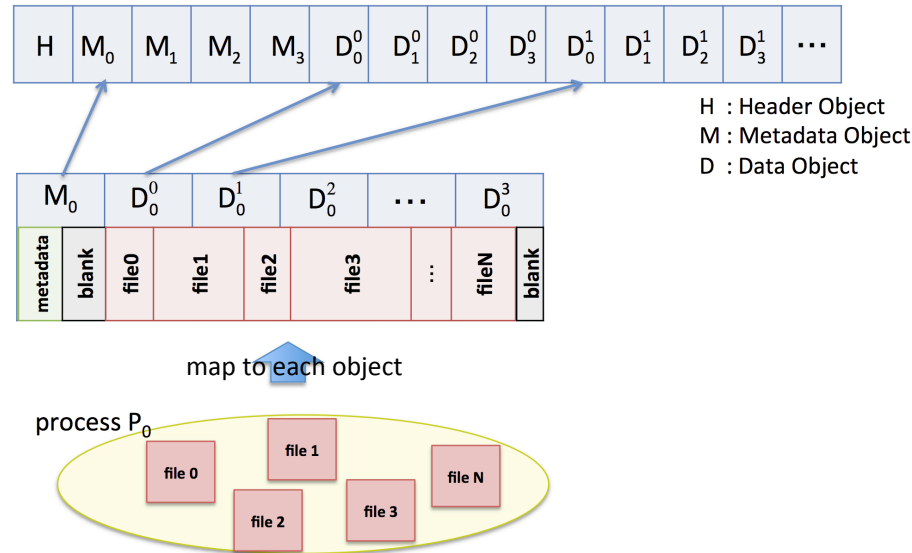 H M₀ M₁ M₂ M₃ D₀⁰ D₁⁰ D₂⁰ D₃⁰ D₀¹ D₁¹ D₂¹ D₃¹ ...
H : Header Object
M : Metadata Object
D : Data Object
M₀ D₀⁰ D₀¹ D₀² ... D₀³
metadata blank file0 file1 file2 file3 ... fileN blank
map to each object
process P₀
file 0
file 1
file 2
file 3
file N